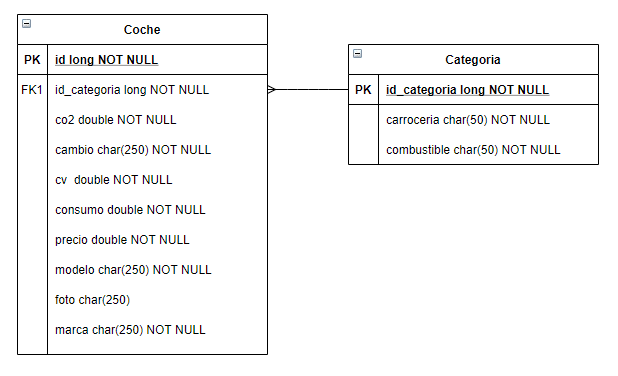 Coche
PK id long NOT NULL
FK1 id_categoria long NOT NULL
co2 double NOT NULL
cambio char(250) NOT NULL
cv  double NOT NULL
consumo double NOT NULL
precio double NOT NULL
modelo char(250) NOT NULL
foto char(250)
marca char(250) NOT NULL
Categoria
PK id_categoria long NOT NULL
carroceria char(50) NOT NULL
combustible char(50) NOT NULL